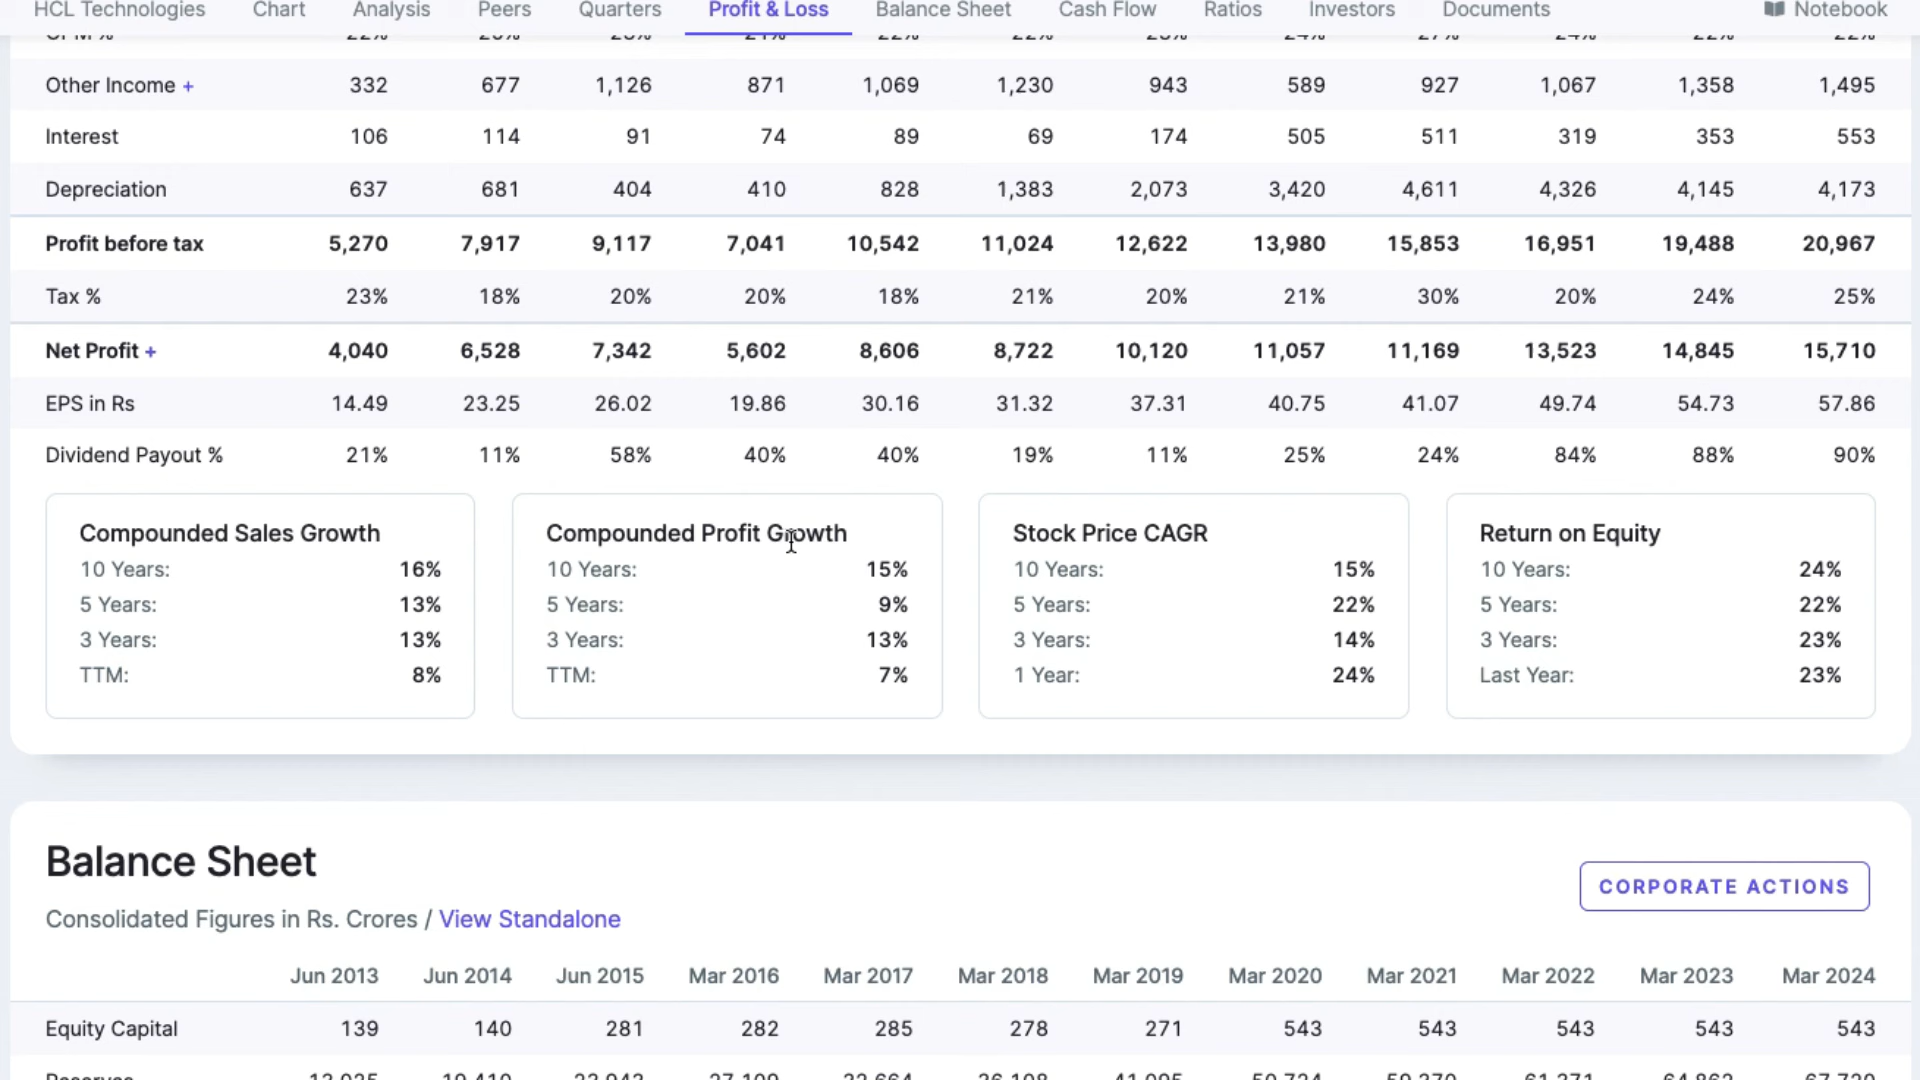 HCL Technologies Chart Analysis Peers Quarters Profit & Loss Balance Sheet Cash Flow Ratios Investors Documents Notebook
Other Income + 332 677 1,126 871 1,069 1,230 943 589 927 1,067 1,358 1,495
Interest 106 114 91 74 89 69 174 505 511 319 353 553
Depreciation 637 681 404 410 828 1,383 2,073 3,420 4,611 4,326 4,145 4,173
Profit before tax 5,270 7,917 9,117 7,041 10,542 11,024 12,622 13,980 15,853 16,951 19,488 20,967
Tax % 23% 18% 20% 20% 18% 21% 20% 21% 30% 20% 24% 25%
Net Profit + 4,040 6,528 7,342 5,602 8,606 8,722 10,120 11,057 11,169 13,523 14,845 15,710
EPS in Rs 14.49 23.25 26.02 19.86 30.16 31.32 37.31 40.75 41.07 49.74 54.73 57.86
Dividend Payout % 21% 11% 58% 40% 40% 19% 11% 25% 24% 84% 88% 90%
Compounded Sales Growth
10 Years: 16%
5 Years: 13%
3 Years: 13%
TTM: 8%
Compounded Profit Growth
10 Years: 15%
5 Years: 9%
3 Years: 13%
TTM: 7%
Stock Price CAGR
10 Years: 15%
5 Years: 22%
3 Years: 14%
1 Year: 24%
Return on Equity
10 Years: 24%
5 Years: 22%
3 Years: 23%
Last Year: 23%
Balance Sheet
CORPORATE ACTIONS
Consolidated Figures in Rs. Crores / View Standalone
Jun 2013 Jun 2014 Jun 2015 Mar 2016 Mar 2017 Mar 2018 Mar 2019 Mar 2020 Mar 2021 Mar 2022 Mar 2023 Mar 2024
Equity Capital 139 140 281 282 285 278 271 543 543 543 543 543